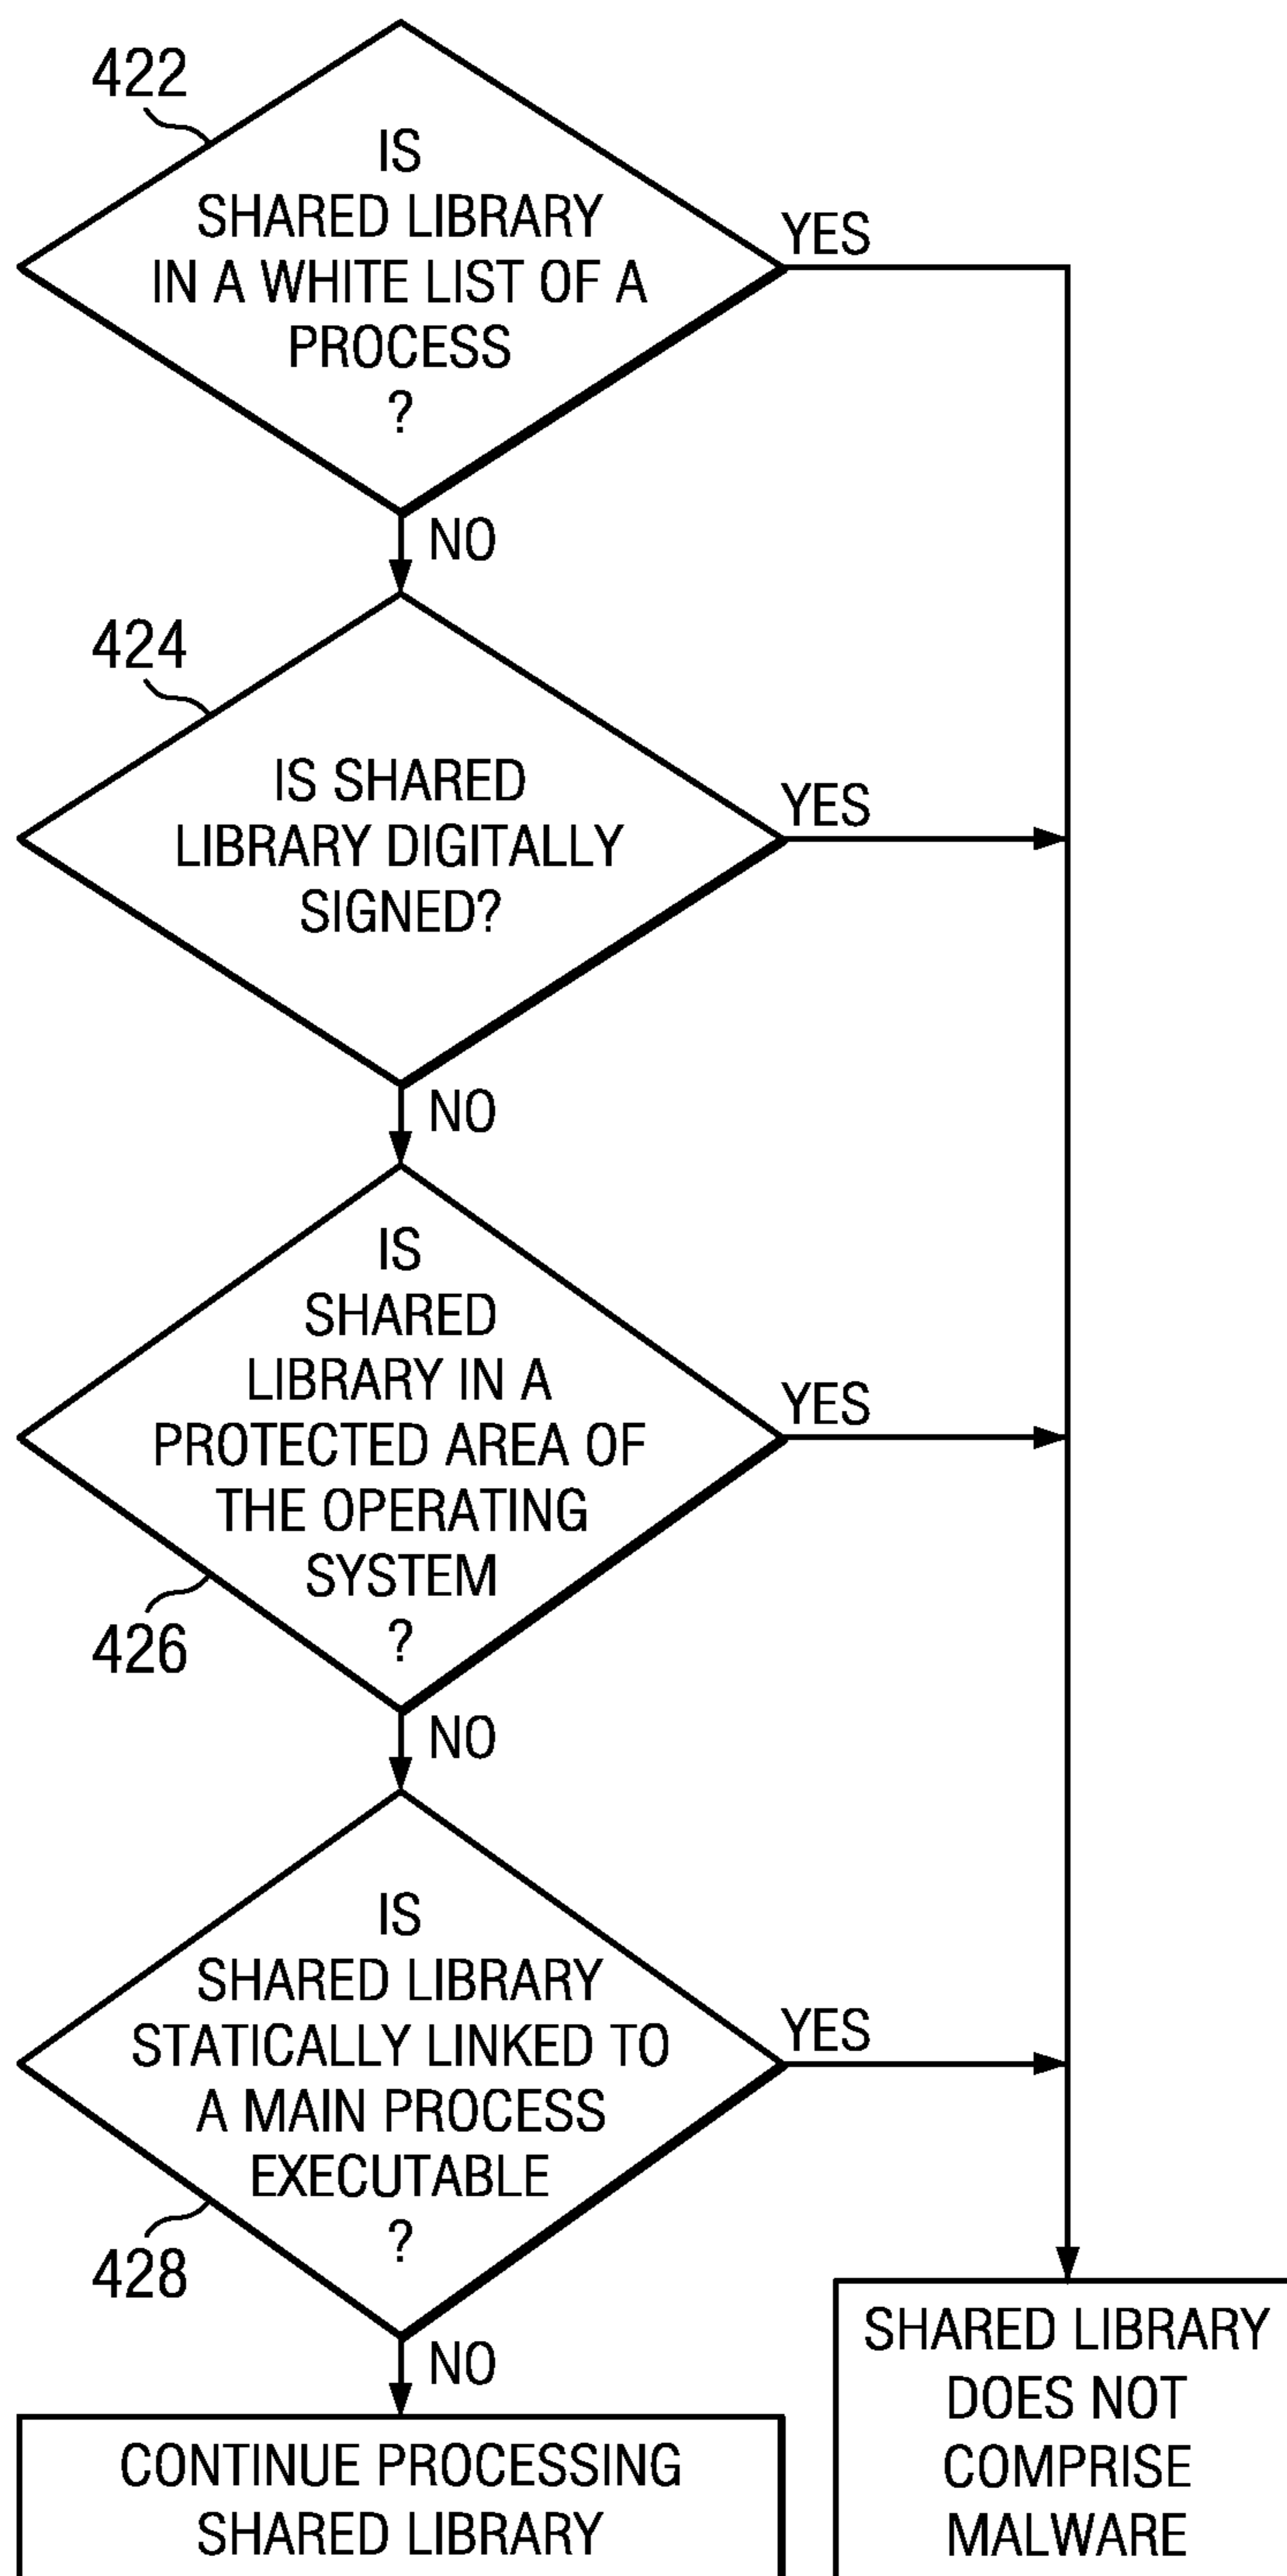 422
IS
SHARED LIBRARY
IN A WHITE LIST OF A
PROCESS
?
YES
NO
424
IS SHARED
LIBRARY DIGITALLY
SIGNED?
YES
NO
IS
SHARED
LIBRARY IN A
PROTECTED AREA OF
THE OPERATING
SYSTEM
?
YES
426
NO
IS
SHARED LIBRARY
STATICALLY LINKED TO
A MAIN PROCESS
EXECUTABLE
?
YES
428
NO
CONTINUE PROCESSING
SHARED LIBRARY
SHARED LIBRARY
DOES NOT
COMPRISE
MALWARE